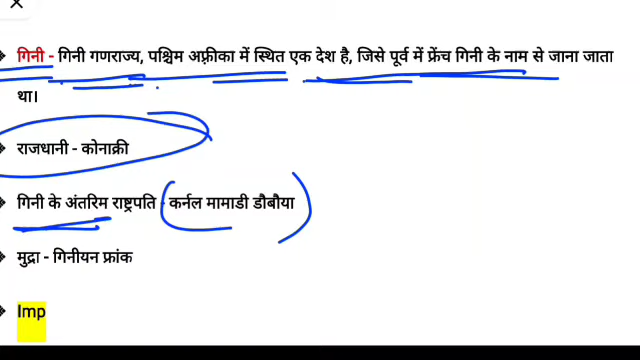 गिनी - गिनी गणराज्य, पश्चिम अफ़्रीका में स्थित एक देश है, जिसे पूर्व में फ्रेंच गिनी के नाम से जाना जाता
था।
राजधानी - कोनाक्री
गिनी के अंतरिम राष्ट्रपति - कर्नल मामाडी डौबौया
मुद्रा - गिनीयन फ्रांक
Imp